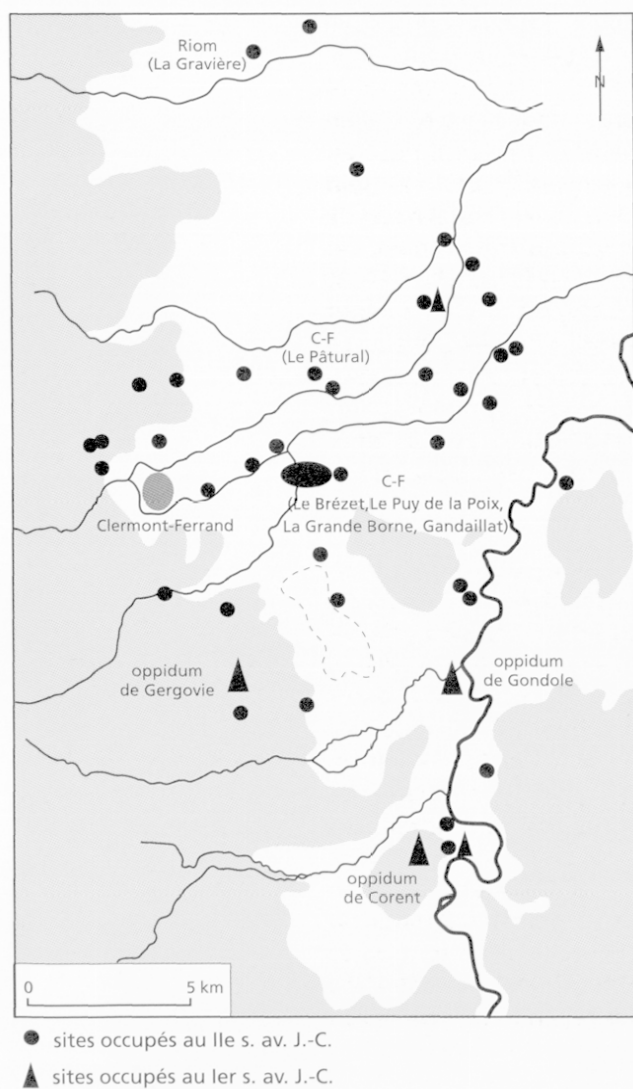 Riom
(La Gravière)
N
C-F
(Le Pâtural)
C-F
(Le Brézet,Le Puy de la Poix,
La Grande Borne, Gandaillat)
Clermont-Ferrand
oppidum
de Gergovie
oppidum
de Gondole
oppidum
de Corent
0 5 km
sites occupés au IIe s. av. J.-C.
sites occupés au Ier s. av. J.-C.